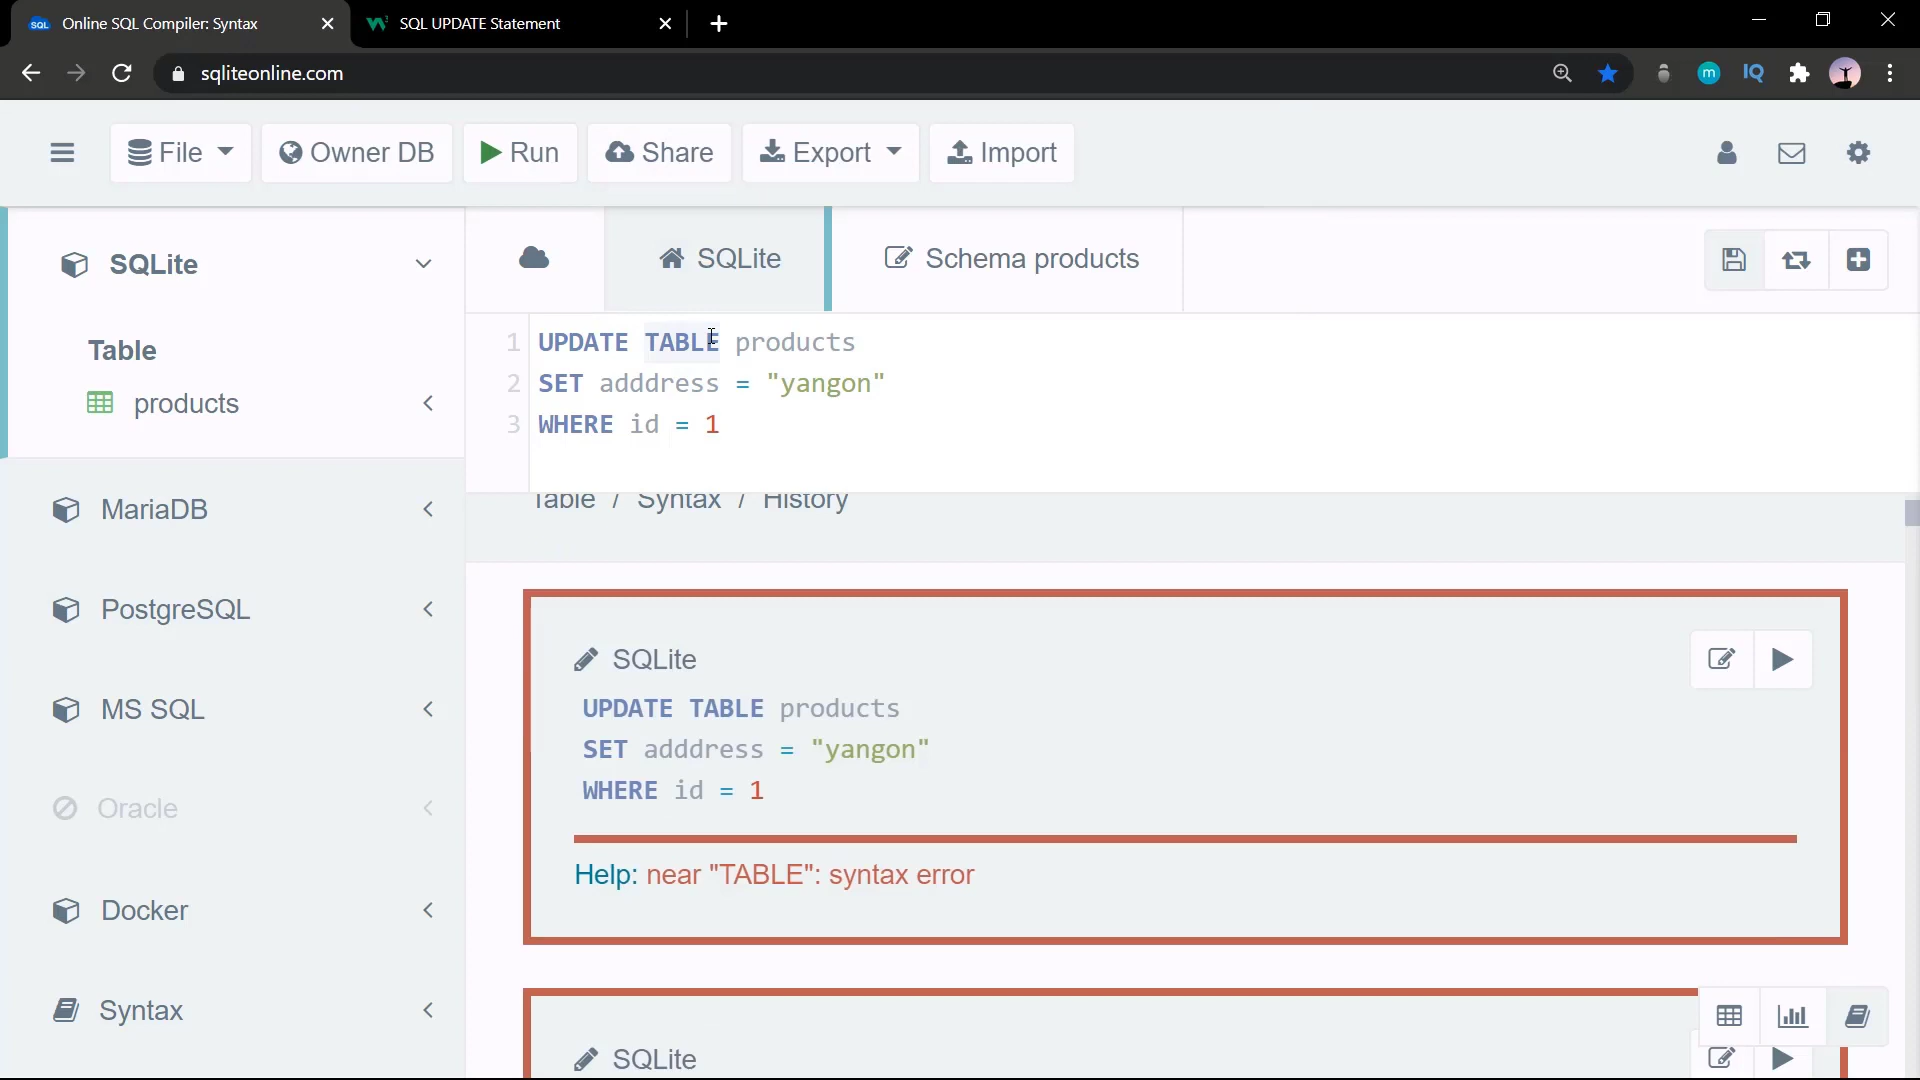 Online SQL Compiler: Syntax
SQL UPDATE Statement
sqliteonline.com
m
IQ
File
Owner DB
Run
Share
Export
Import
SQLite
Table
products
MariaDB
PostgreSQL
MS SQL
Oracle
Docker
Syntax
SQLite
Schema products
1 UPDATE TABLE products
2 SET adddress = "yangon"
3 WHERE id = 1
Table / Syntax / History
SQLite
UPDATE TABLE products
SET adddress = "yangon"
WHERE id = 1
Help: near "TABLE": syntax error
SQLite